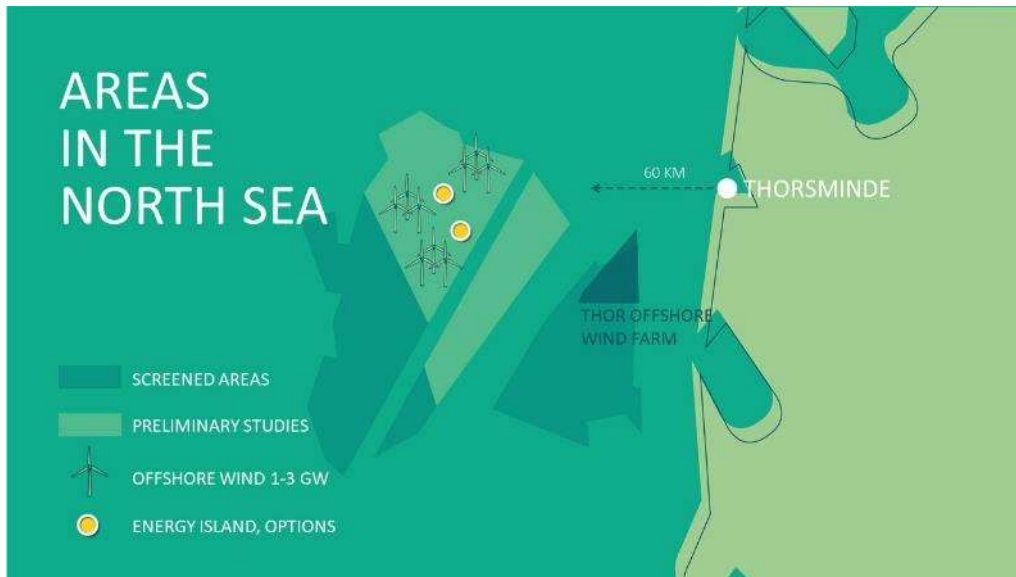 AREAS
IN THE
NORTH SEA
60 KM
THORSMINDE
THOR OFFSHORE
WIND FARM
SCREENED AREAS
PRELIMINARY STUDIES
OFFSHORE WIND 1-3 GW
ENERGY ISLAND, OPTIONS